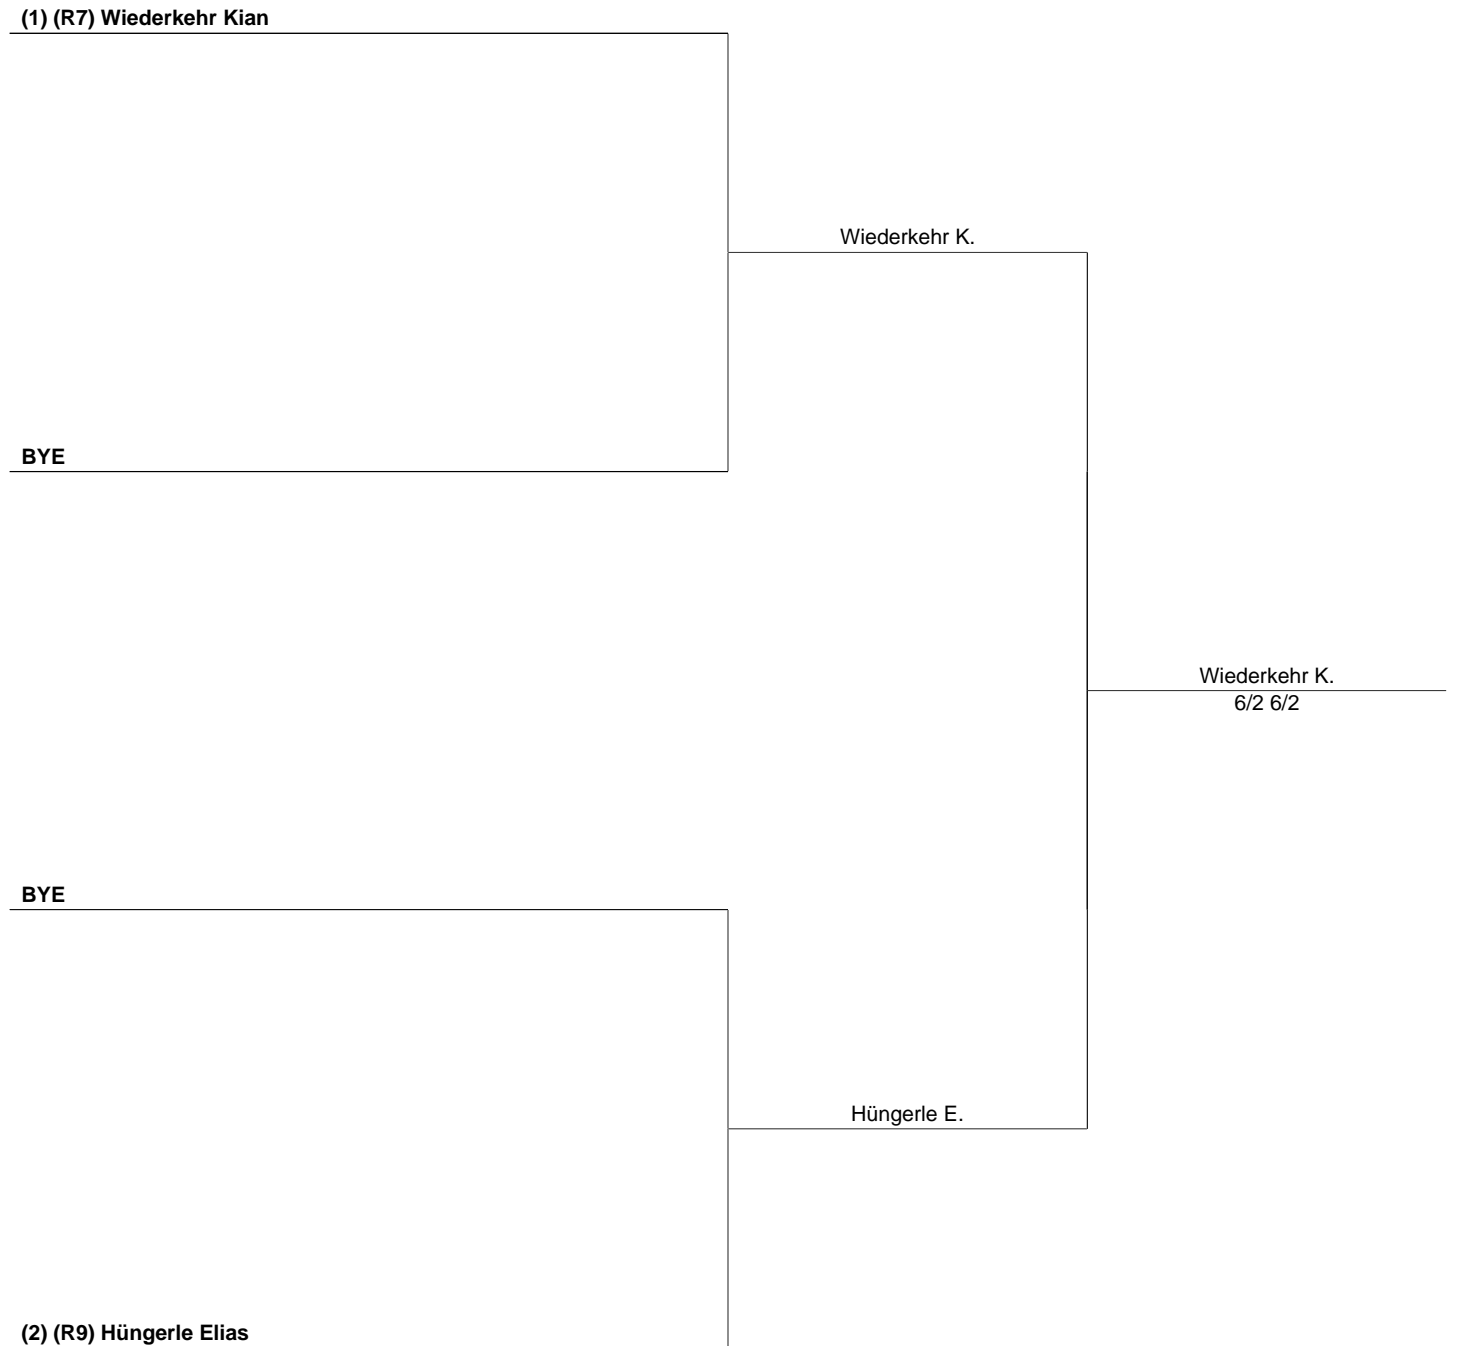 (1) (R7) Wiederkehr Kian
Wiederkehr K.
BYE
Wiederkehr K.
6/2 6/2
BYE
Hüngerle E.
(2) (R9) Hüngerle Elias